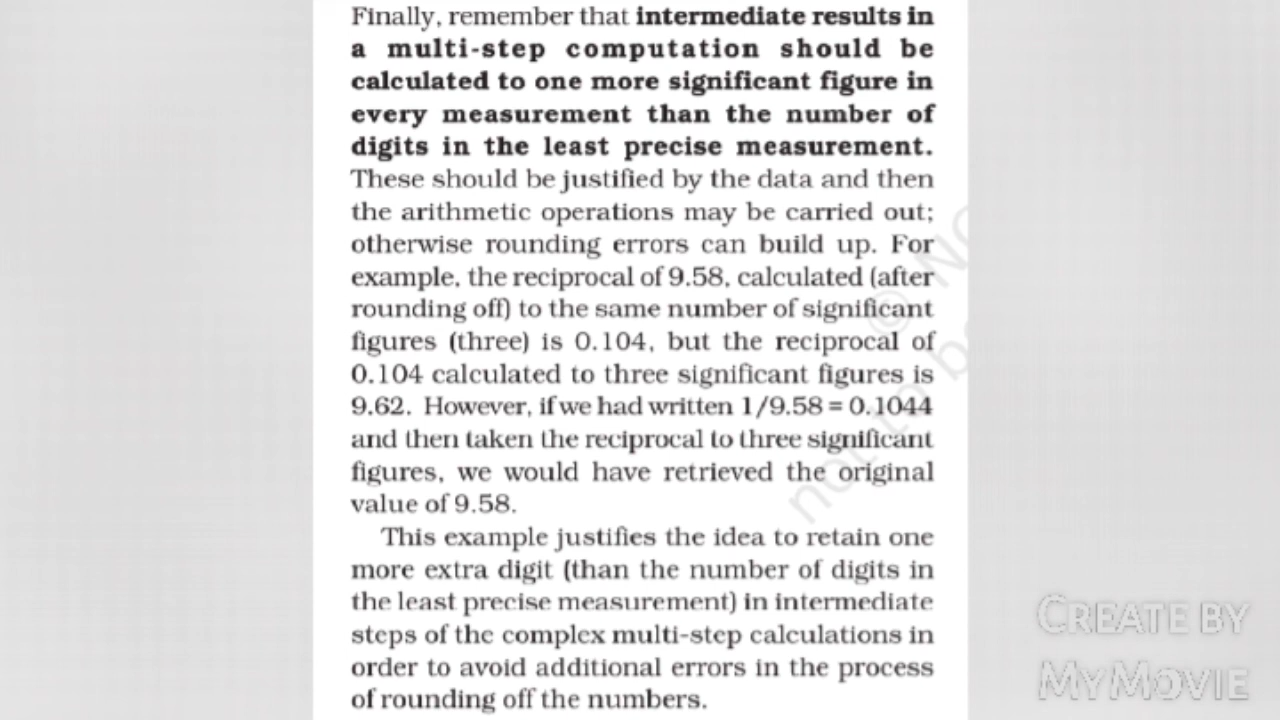 Finally, remember that intermediate results in
a multi-step computation should be
calculated to one more significant figure in
every measurement than the number of
digits in the least precise measurement.
These should be justified by the data and then
the arithmetic operations may be carried out;
otherwise rounding errors can build up. For
example, the reciprocal of 9.58, calculated (after
rounding off) to the same number of significant
figures (three) is 0.104, but the reciprocal of
0.104 calculated to three significant figures is
9.62. However, if we had written 1/9.58 = 0.1044
and then taken the reciprocal to three significant
figures, we would have retrieved the original
value of 9.58.
This example justifies the idea to retain one
more extra digit (than the number of digits in
the least precise measurement) in intermediate
steps of the complex multi-step calculations in
order to avoid additional errors in the process
of rounding off the numbers.
not to b
CREATE BY
MYMOVIE